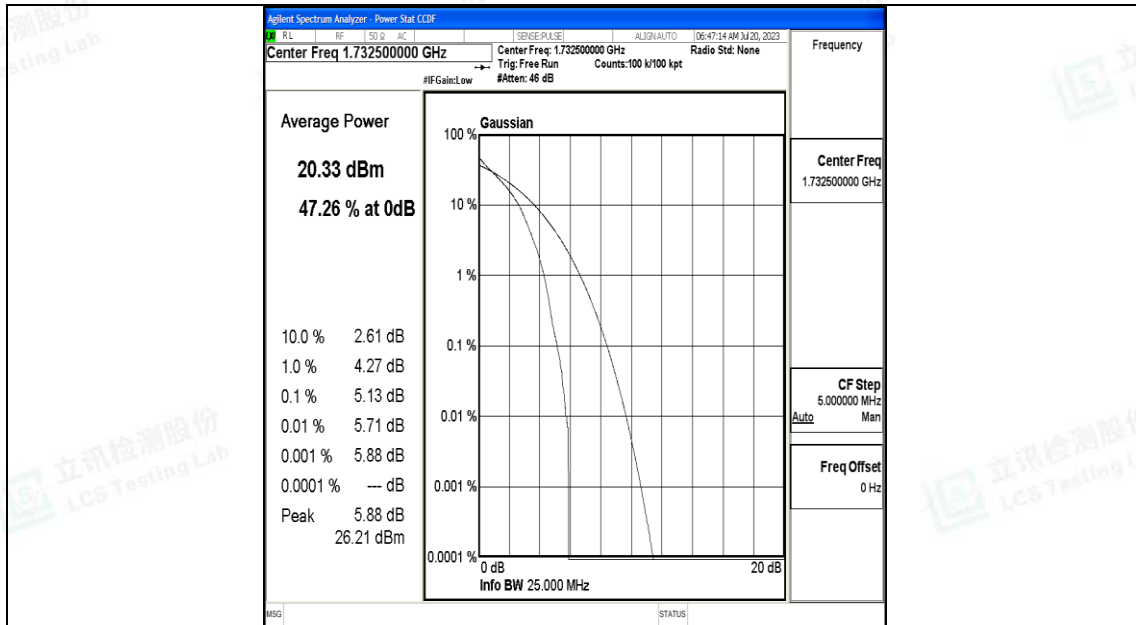 Agilent Spectrum Analyzer - Power Stat CCDF
LXI RL RF 50 Ω AC SENSE:PULSE ALIGN AUTO 06:47:14 AM Jul 20, 2023
Center Freq 1.732500000 GHz
Center Freq: 1.732500000 GHz Radio Std: None
Trig: Free Run Counts:100 k/100 kpt
#IFGain:Low #Atten: 46 dB
Frequency
Average Power
20.33 dBm
47.26 % at 0dB
10.0 % 2.61 dB
1.0 % 4.27 dB
0.1 % 5.13 dB
0.01 % 5.71 dB
0.001 % 5.88 dB
0.0001 % --- dB
Peak 5.88 dB
26.21 dBm
Gaussian
100 %
10 %
1 %
0.1 %
0.01 %
0.001 %
0.0001 %
0 dB 20 dB
Info BW 25.000 MHz
Center Freq
1.732500000 GHz
CF Step
5.000000 MHz
Auto Man
Freq Offset
0 Hz
MSG STATUS
立讯检测股份
LCS Testing Lab
立讯检测股份